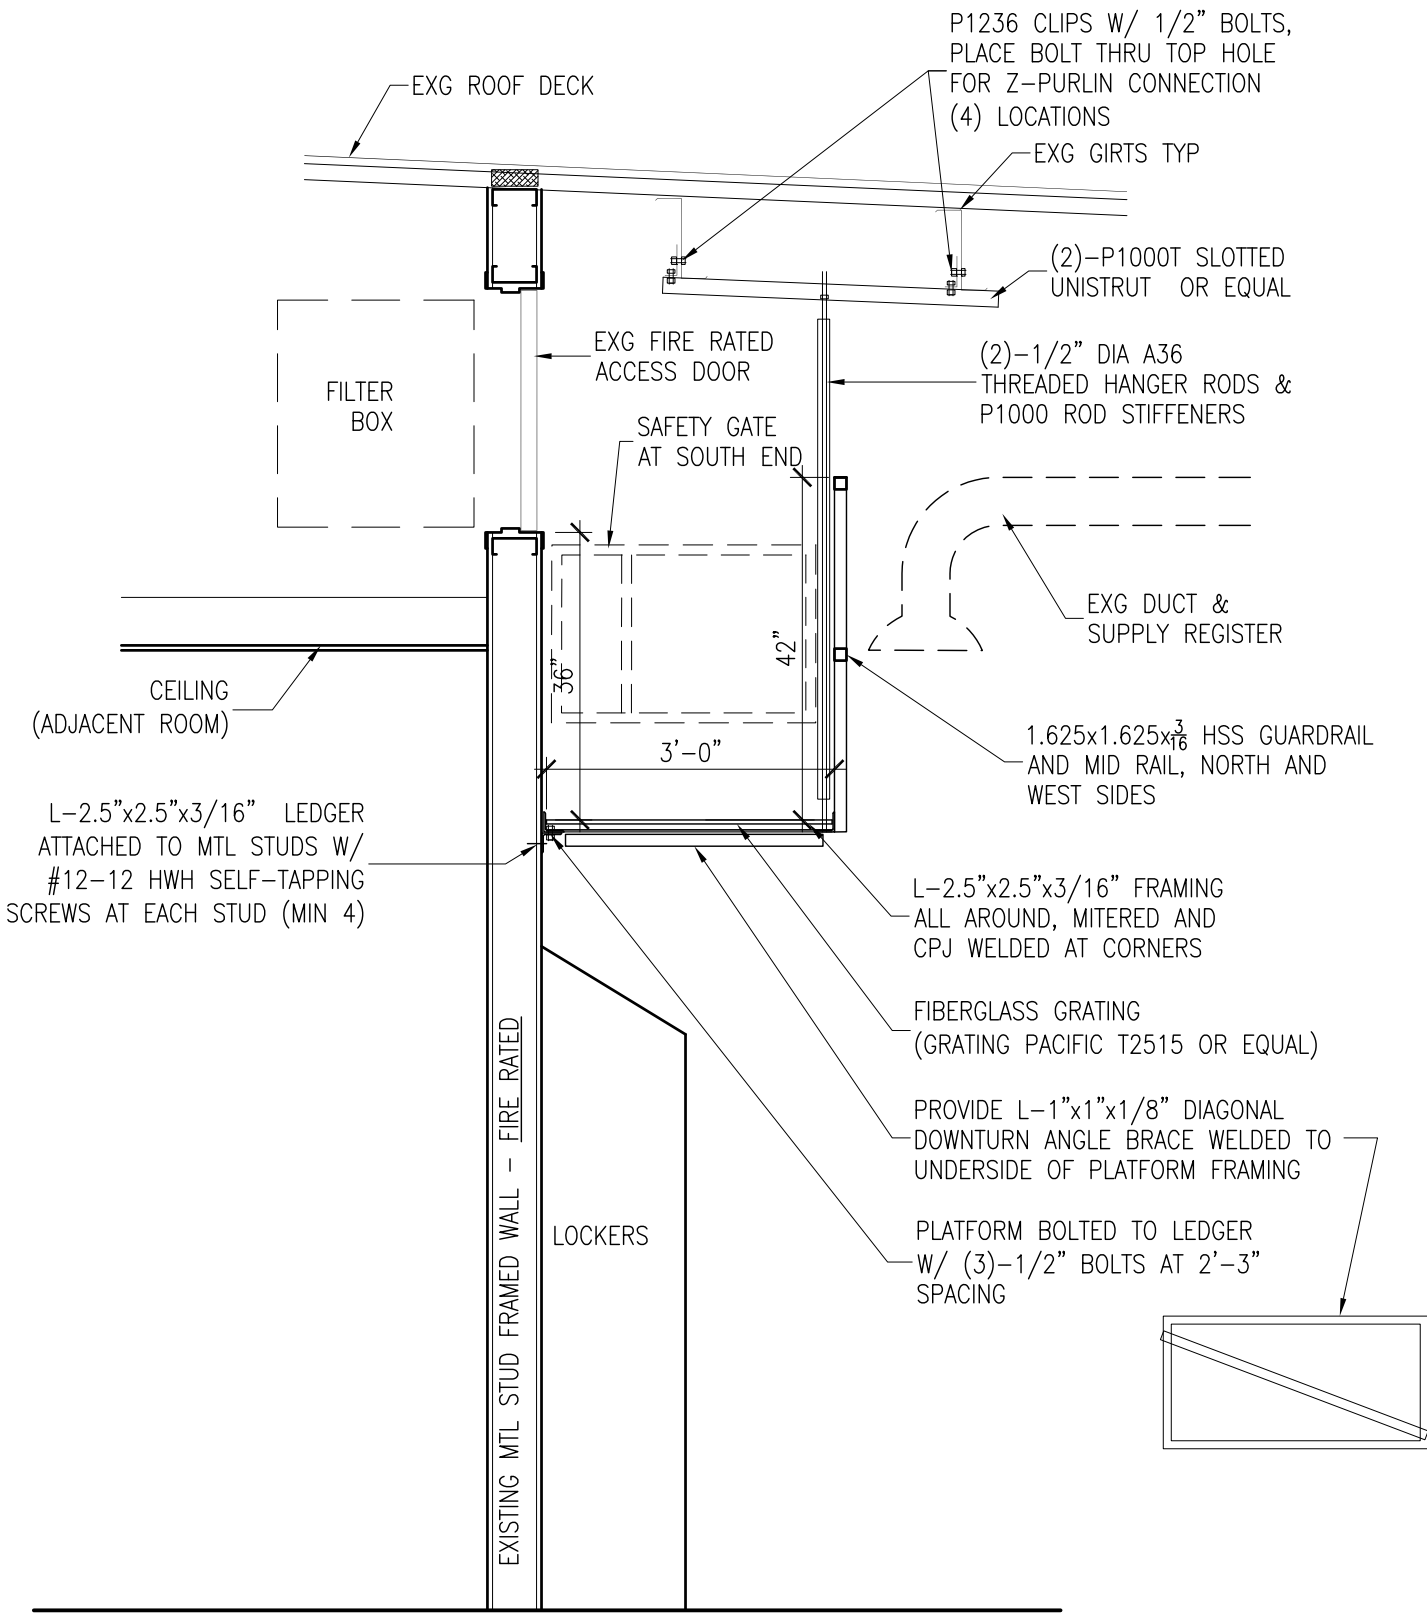 P1236 CLIPS W/ 1/2" BOLTS,
PLACE BOLT THRU TOP HOLE
FOR Z-PURLIN CONNECTION
(4) LOCATIONS
EXG ROOF DECK
EXG GIRTS TYP
(2)-P1000T SLOTTED
UNISTRUT OR EQUAL
EXG FIRE RATED
ACCESS DOOR
(2)-1/2" DIA A36
THREADED HANGER RODS &
P1000 ROD STIFFENERS
FILTER
BOX
SAFETY GATE
AT SOUTH END
EXG DUCT &
SUPPLY REGISTER
42"
36"
CEILING
(ADJACENT ROOM)
3'-0"
1.625x1.625x3/16 HSS GUARDRAIL
AND MID RAIL, NORTH AND
WEST SIDES
L-2.5"x2.5"x3/16" LEDGER
ATTACHED TO MTL STUDS W/
#12-12 HWH SELF-TAPPING
SCREWS AT EACH STUD (MIN 4)
L-2.5"x2.5"x3/16" FRAMING
ALL AROUND, MITERED AND
CPJ WELDED AT CORNERS
FIBERGLASS GRATING
(GRATING PACIFIC T2515 OR EQUAL)
PROVIDE L-1"x1"x1/8" DIAGONAL
DOWNTURN ANGLE BRACE WELDED TO
UNDERSIDE OF PLATFORM FRAMING
PLATFORM BOLTED TO LEDGER
W/ (3)-1/2" BOLTS AT 2'-3"
SPACING
LOCKERS
EXISTING MTL STUD FRAMED WALL - FIRE RATED